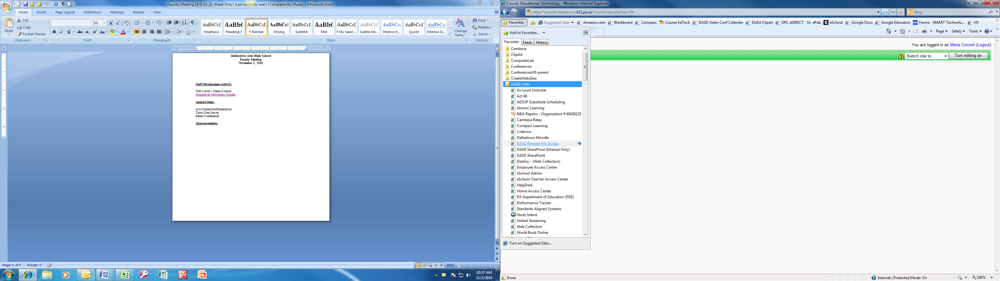 Faculty Meeting 11-1-10 (2) (Read-Only) (Last saved by user) [Compatibility Mode] - Microsoft Word
Home Insert Page Layout References Mailings Review View
Paste
Cut
Copy
Format Painter
Clipboard
12
Font
Paragraph
AaBbCcL AaBbC AaBbCcI AaBbCcl AaBbCcI AaBbC AaBbCcI AaBbCcL AaBbCci AaBbCcI AaBbCcL
Emphasis Heading 1 ¶ Normal Strong Subtitle Title ¶ No Spaci... Subtle Em... Intense E... Quote Intense Q...
Change Styles
Styles
Find
Replace
Select
Editing
Dallastown Area High School
Faculty Meeting
November 1, 2010
Staff Development Activity:
Web 2 tools – Maria Cornish
Educational Technology Moodle
Agenda Items:
A/A Committee Presentation
Tutor.Com Survey
Parent Conferences
Announcements:
Page: 1 of 1 Words: 3
61%
10:37 AM
11/2/2010
Course: Educational Technology - Windows Internet Explorer
http://moodle.dallastown.k12.pa.us/course/view.php?id=234
Bing
Favorites Suggested Sites Amazon.com Blackboard Compass Course EdTech DASD Video Conf Calendar DisEd Clipart DRC eDIRECT ePals eSchool Google Docs Google Educators Home - SMART Technolo... HS
Page Safety Tools
Add to Favorites...
Favorites Feeds History
Camtasia
ClipArt
ComputerLab
Conferences
ConferencesHS-parent
CreateWebSites
DASD Links
Account Unlocker
Act 48
AESOP Substitute Scheduling
Atomic Learning
B&G Repairs - Organization # 49428225
Camtasia Relay
Compass Learning
Criterion
Dallastown Moodle
DASD Remote File Access
DASD SharePoint (Internal Only)
DASD SharePoint
Destiny - (Web Collection)
Employee Access Center
eSchool Admin
eSchool Teacher Access Center
HelpDesk
Home Access Center
PA Department of Education (PDE)
Performance Tracker
Standards Aligned Systems
Study Island
United Streaming
Web Collection
World Book Online
Turn on Suggested Sites...
You are logged in as Maria Cornish (Logout)
Switch role to... Turn editing on
Done
Internet | Protected Mode: On
100%